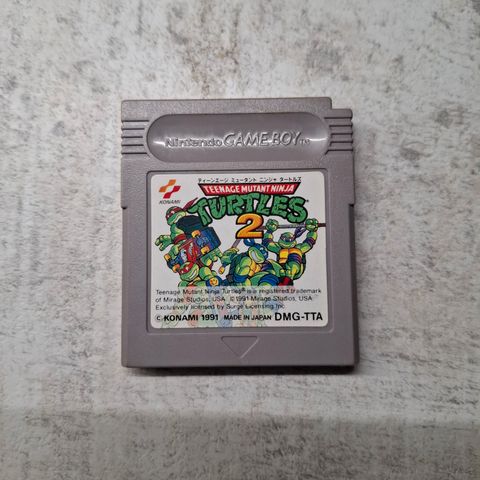 Nintendo GAME BOY TM
ティーンエージ ミュータント ニンジャ タートルズ
KONAMI
TEENAGE MUTANT NINJA
TURTLES
2
Teenage Mutant Ninja Turtles® is a registered trademark
of Mirage Studios, USA. ©1991 Mirage Studios, USA.
Exclusively licensed by Surge Licensing Inc.
© KONAMI 1991 MADE IN JAPAN DMG-TTA